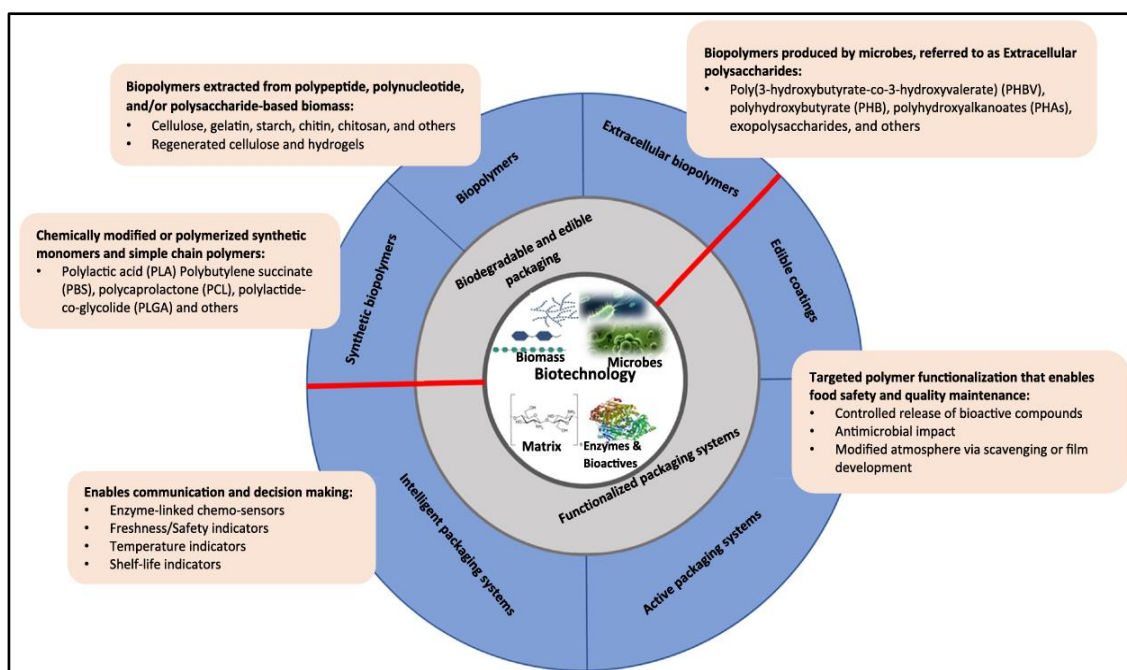 Biopolymers extracted from polypeptide, polynucleotide,
and/or polysaccharide-based biomass:
• Cellulose, gelatin, starch, chitin, chitosan, and others
• Regenerated cellulose and hydrogels
Biopolymers produced by microbes, referred to as Extracellular
polysaccharides:
• Poly(3-hydroxybutyrate-co-3-hydroxyvalerate) (PHBV),
polyhydroxybutyrate (PHB), polyhydroxyalkanoates (PHAs),
exopolysaccharides, and others
Chemically modified or polymerized synthetic
monomers and simple chain polymers:
• Polylactic acid (PLA) Polybutylene succinate
(PBS), polycaprolactone (PCL), polylactide-
co-glycolide (PLGA) and others
Targeted polymer functionalization that enables
food safety and quality maintenance:
• Controlled release of bioactive compounds
• Antimicrobial impact
• Modified atmosphere via scavenging or film
development
Enables communication and decision making:
• Enzyme-linked chemo-sensors
• Freshness/Safety indicators
• Temperature indicators
• Shelf-life indicators
Synthetic biopolymers
Biopolymers
Extracellular biopolymers
Edible coatings
Active packaging systems
Intelligent packaging systems
Biodegradable and edible
packaging
Functionalized packaging systems
Biomass
Microbes
Biotechnology
Matrix
Enzymes &
Bioactives